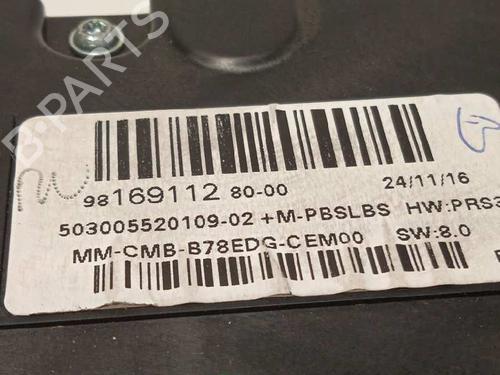 B-PARTS
98169112 80-00 24/11/16
503005520109-02 +M-PBSLBS HW:PRS3
MM-CMB-B78EDG-CEM00 SW:8.0